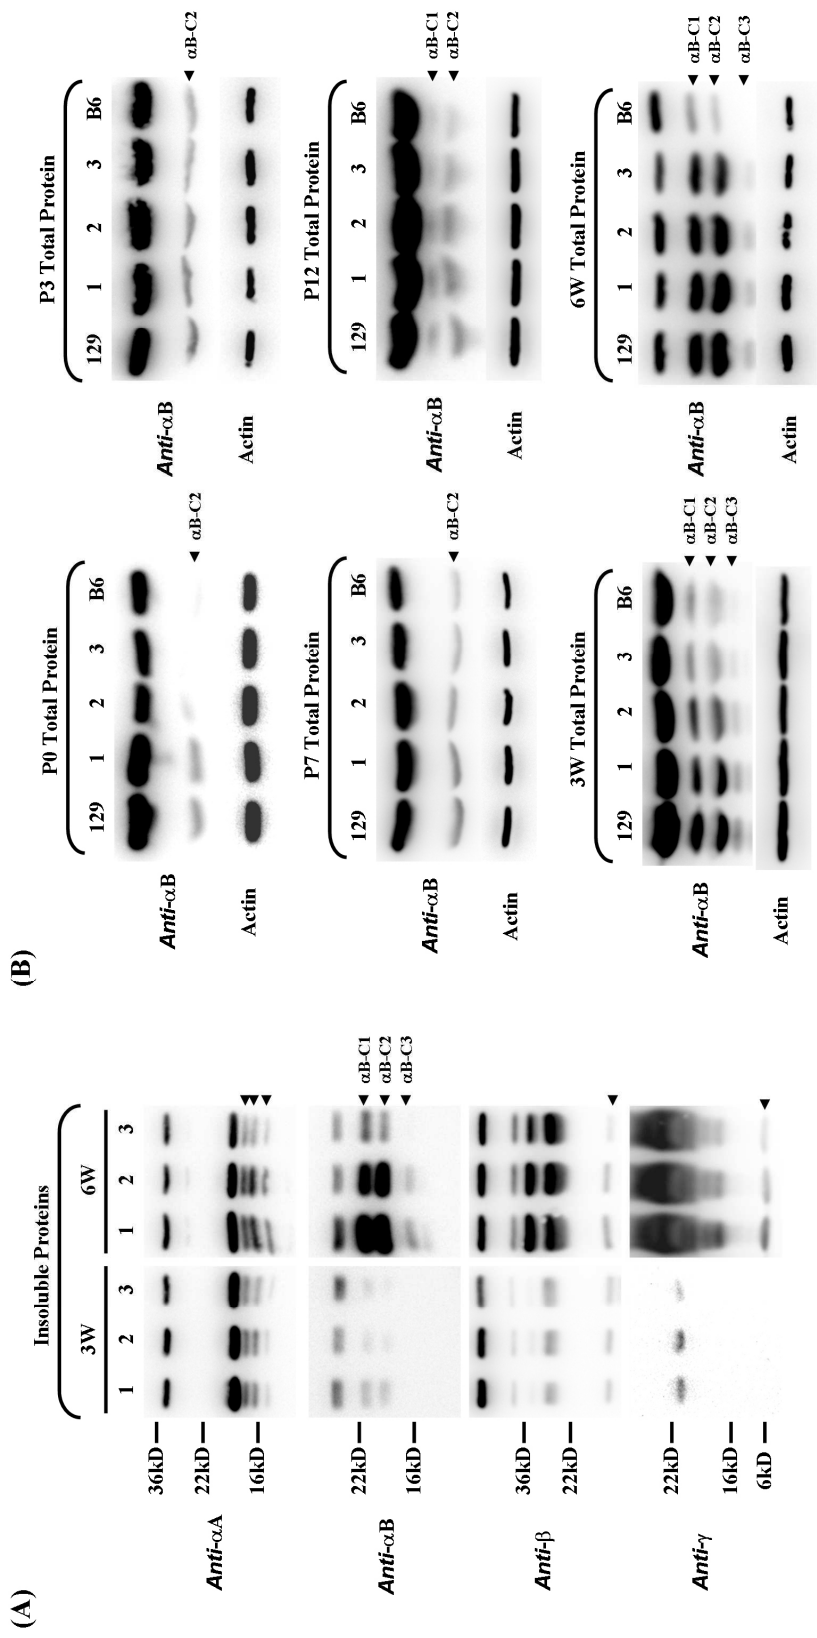 (A)
Insoluble Proteins
3W 6W
1 2 3 1 2 3
Anti-αA
36kD
22kD
16kD
Anti-αB
22kD
16kD
αB-C1
αB-C2
αB-C3
Anti-β
36kD
22kD
Anti-γ
22kD
16kD
6kD
(B)
P0 Total Protein
129 1 2 3 B6
Anti-αB
αB-C2
Actin
P3 Total Protein
129 1 2 3 B6
Anti-αB
αB-C2
Actin
P7 Total Protein
129 1 2 3 B6
Anti-αB
αB-C2
Actin
P12 Total Protein
129 1 2 3 B6
Anti-αB
αB-C1
αB-C2
Actin
3W Total Protein
129 1 2 3 B6
Anti-αB
αB-C1
αB-C2
αB-C3
Actin
6W Total Protein
129 1 2 3 B6
Anti-αB
αB-C1
αB-C2
αB-C3
Actin